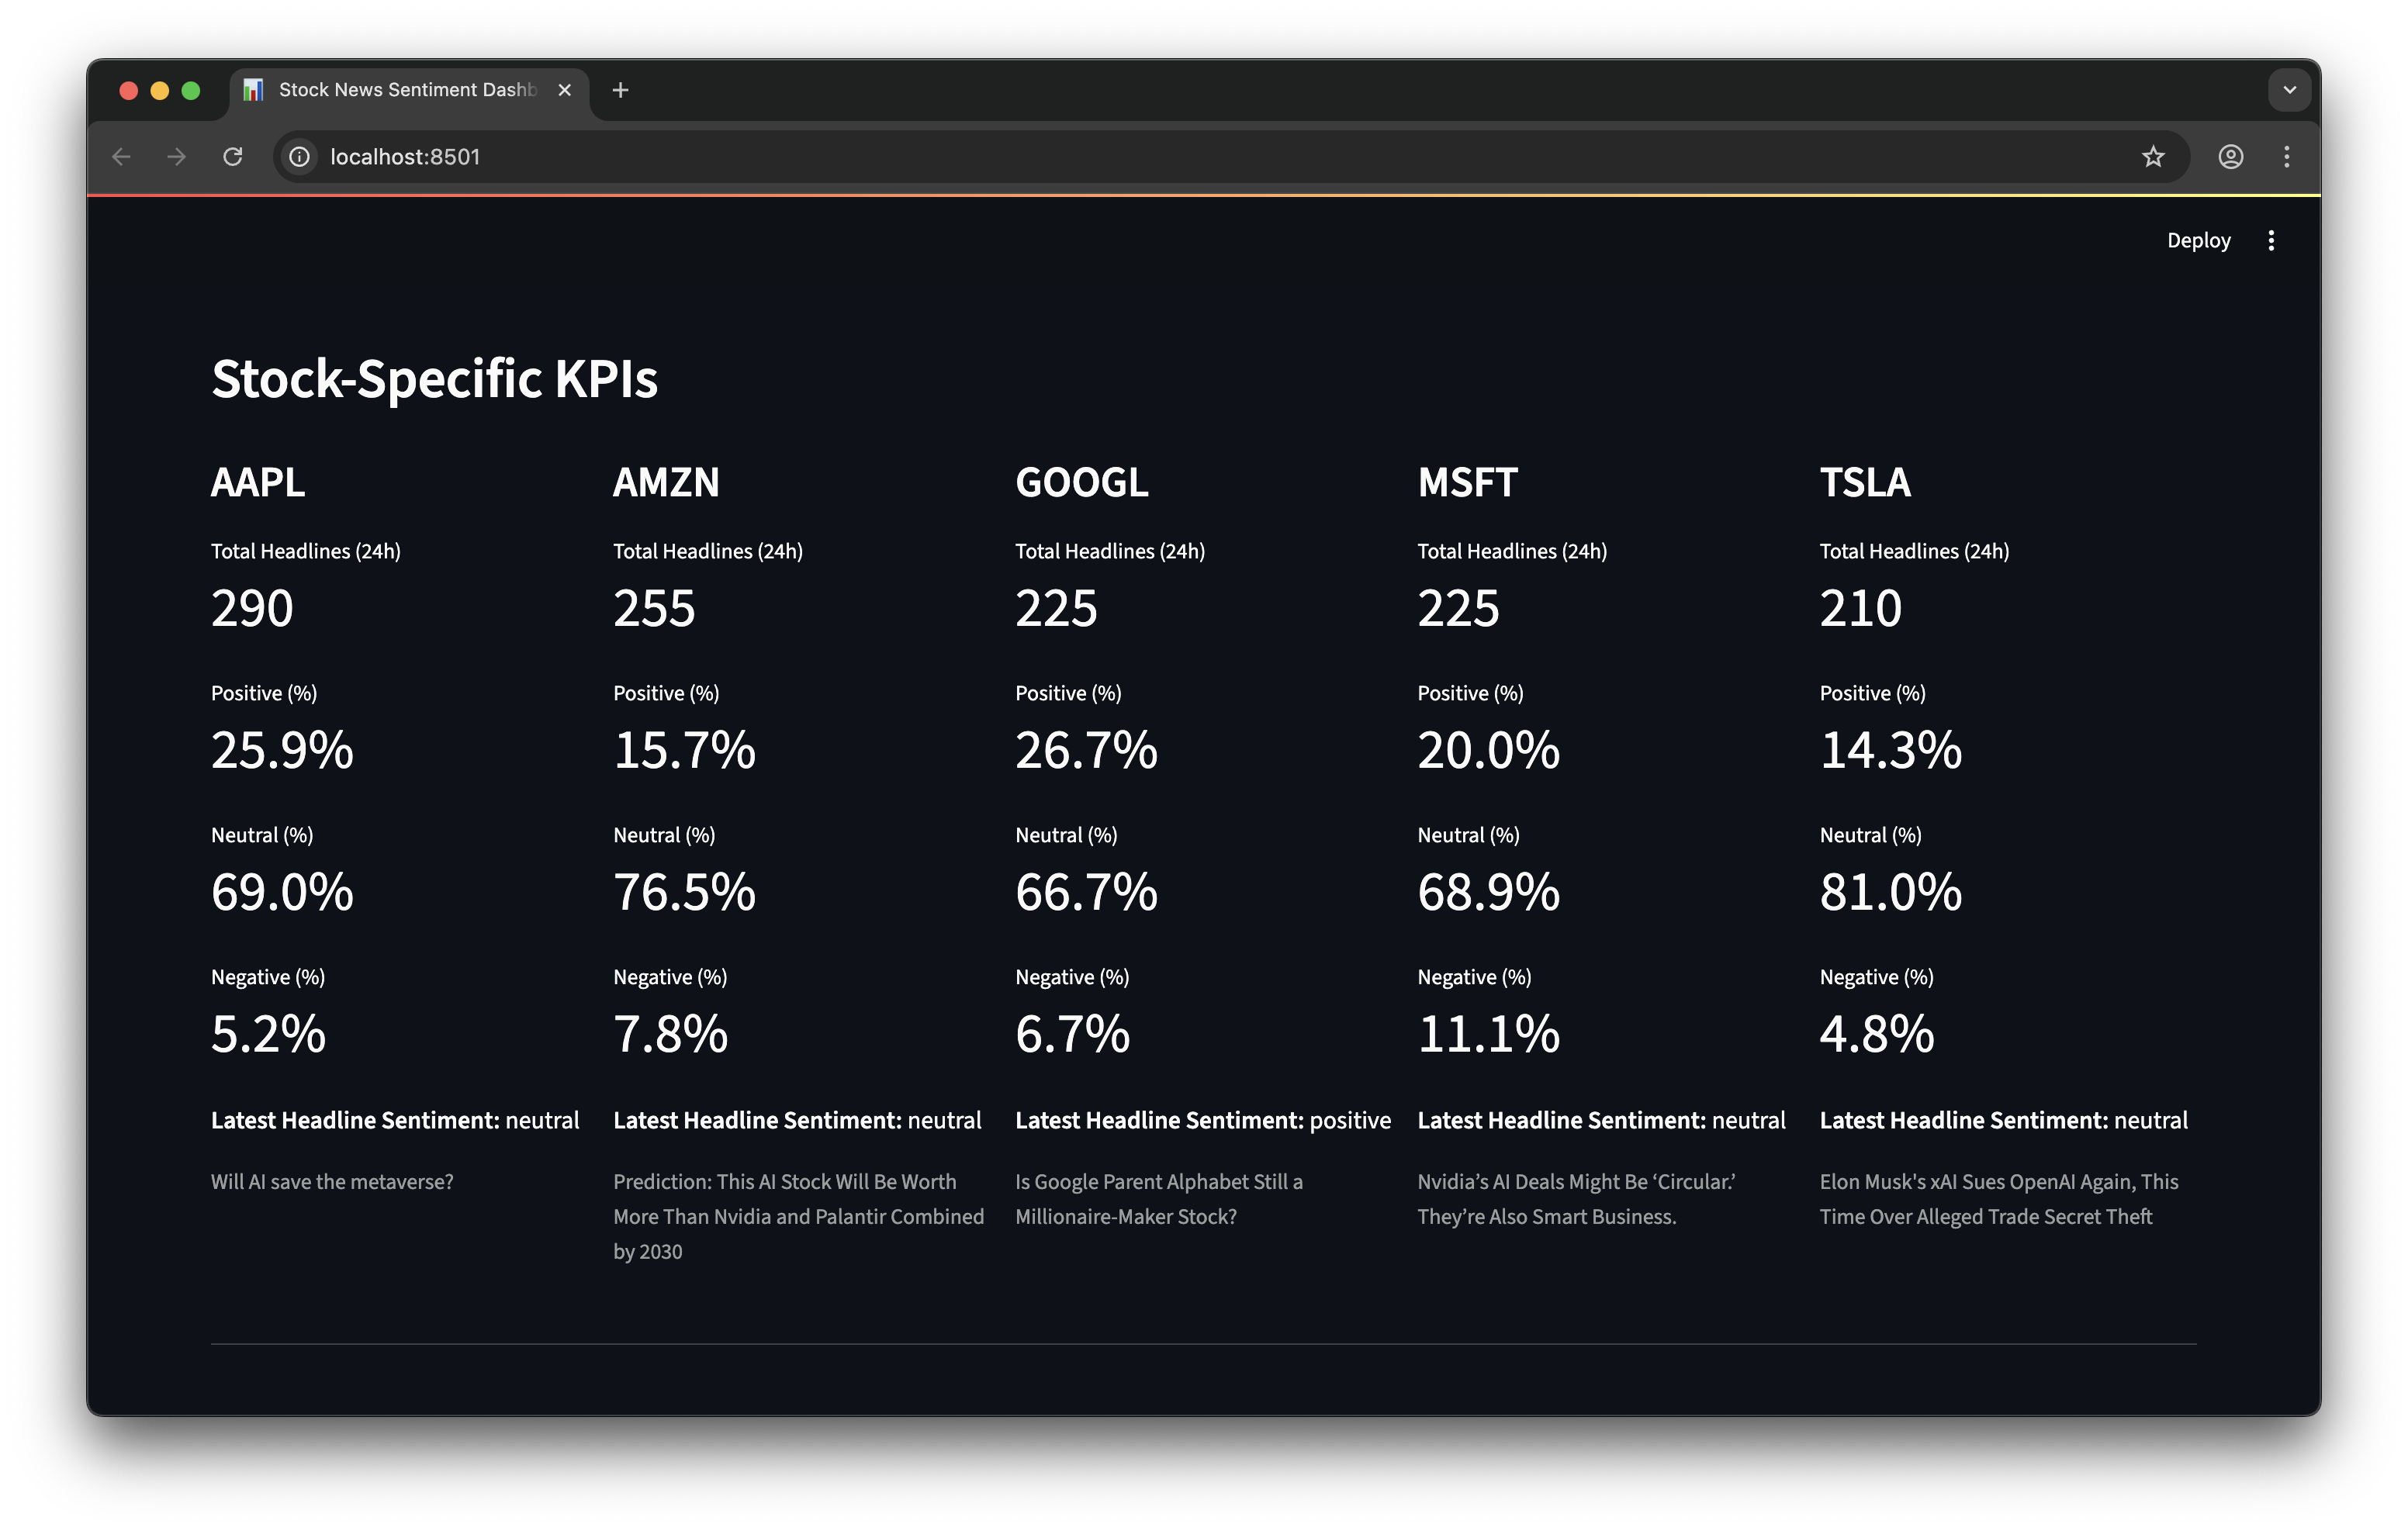 Stock News Sentiment Dashb
localhost:8501
Deploy
Stock-Specific KPIs
AAPL
Total Headlines (24h)
290
Positive (%)
25.9%
Neutral (%)
69.0%
Negative (%)
5.2%
Latest Headline Sentiment: neutral
Will AI save the metaverse?
AMZN
Total Headlines (24h)
255
Positive (%)
15.7%
Neutral (%)
76.5%
Negative (%)
7.8%
Latest Headline Sentiment: neutral
Prediction: This AI Stock Will Be Worth
More Than Nvidia and Palantir Combined
by 2030
GOOGL
Total Headlines (24h)
225
Positive (%)
26.7%
Neutral (%)
66.7%
Negative (%)
6.7%
Latest Headline Sentiment: positive
Is Google Parent Alphabet Still a
Millionaire-Maker Stock?
MSFT
Total Headlines (24h)
225
Positive (%)
20.0%
Neutral (%)
68.9%
Negative (%)
11.1%
Latest Headline Sentiment: neutral
Nvidia’s AI Deals Might Be ‘Circular.’
They’re Also Smart Business.
TSLA
Total Headlines (24h)
210
Positive (%)
14.3%
Neutral (%)
81.0%
Negative (%)
4.8%
Latest Headline Sentiment: neutral
Elon Musk's xAI Sues OpenAI Again, This
Time Over Alleged Trade Secret Theft